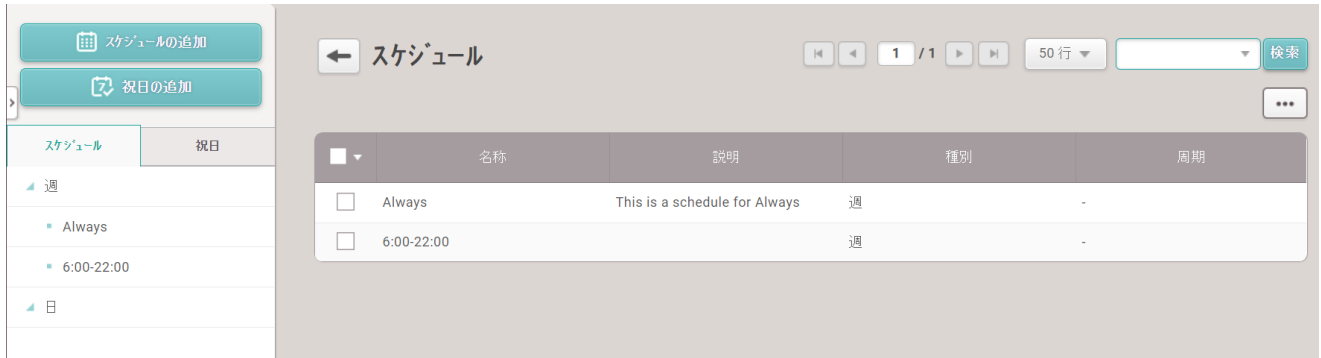 スケジュールの追加
祝日の追加
スケジュール
祝日
週
Always
6:00-22:00
日
スケジュール
1 / 1
50 行
検索
名称 説明 種別 周期
Always This is a schedule for Always 週 -
6:00-22:00 週 -